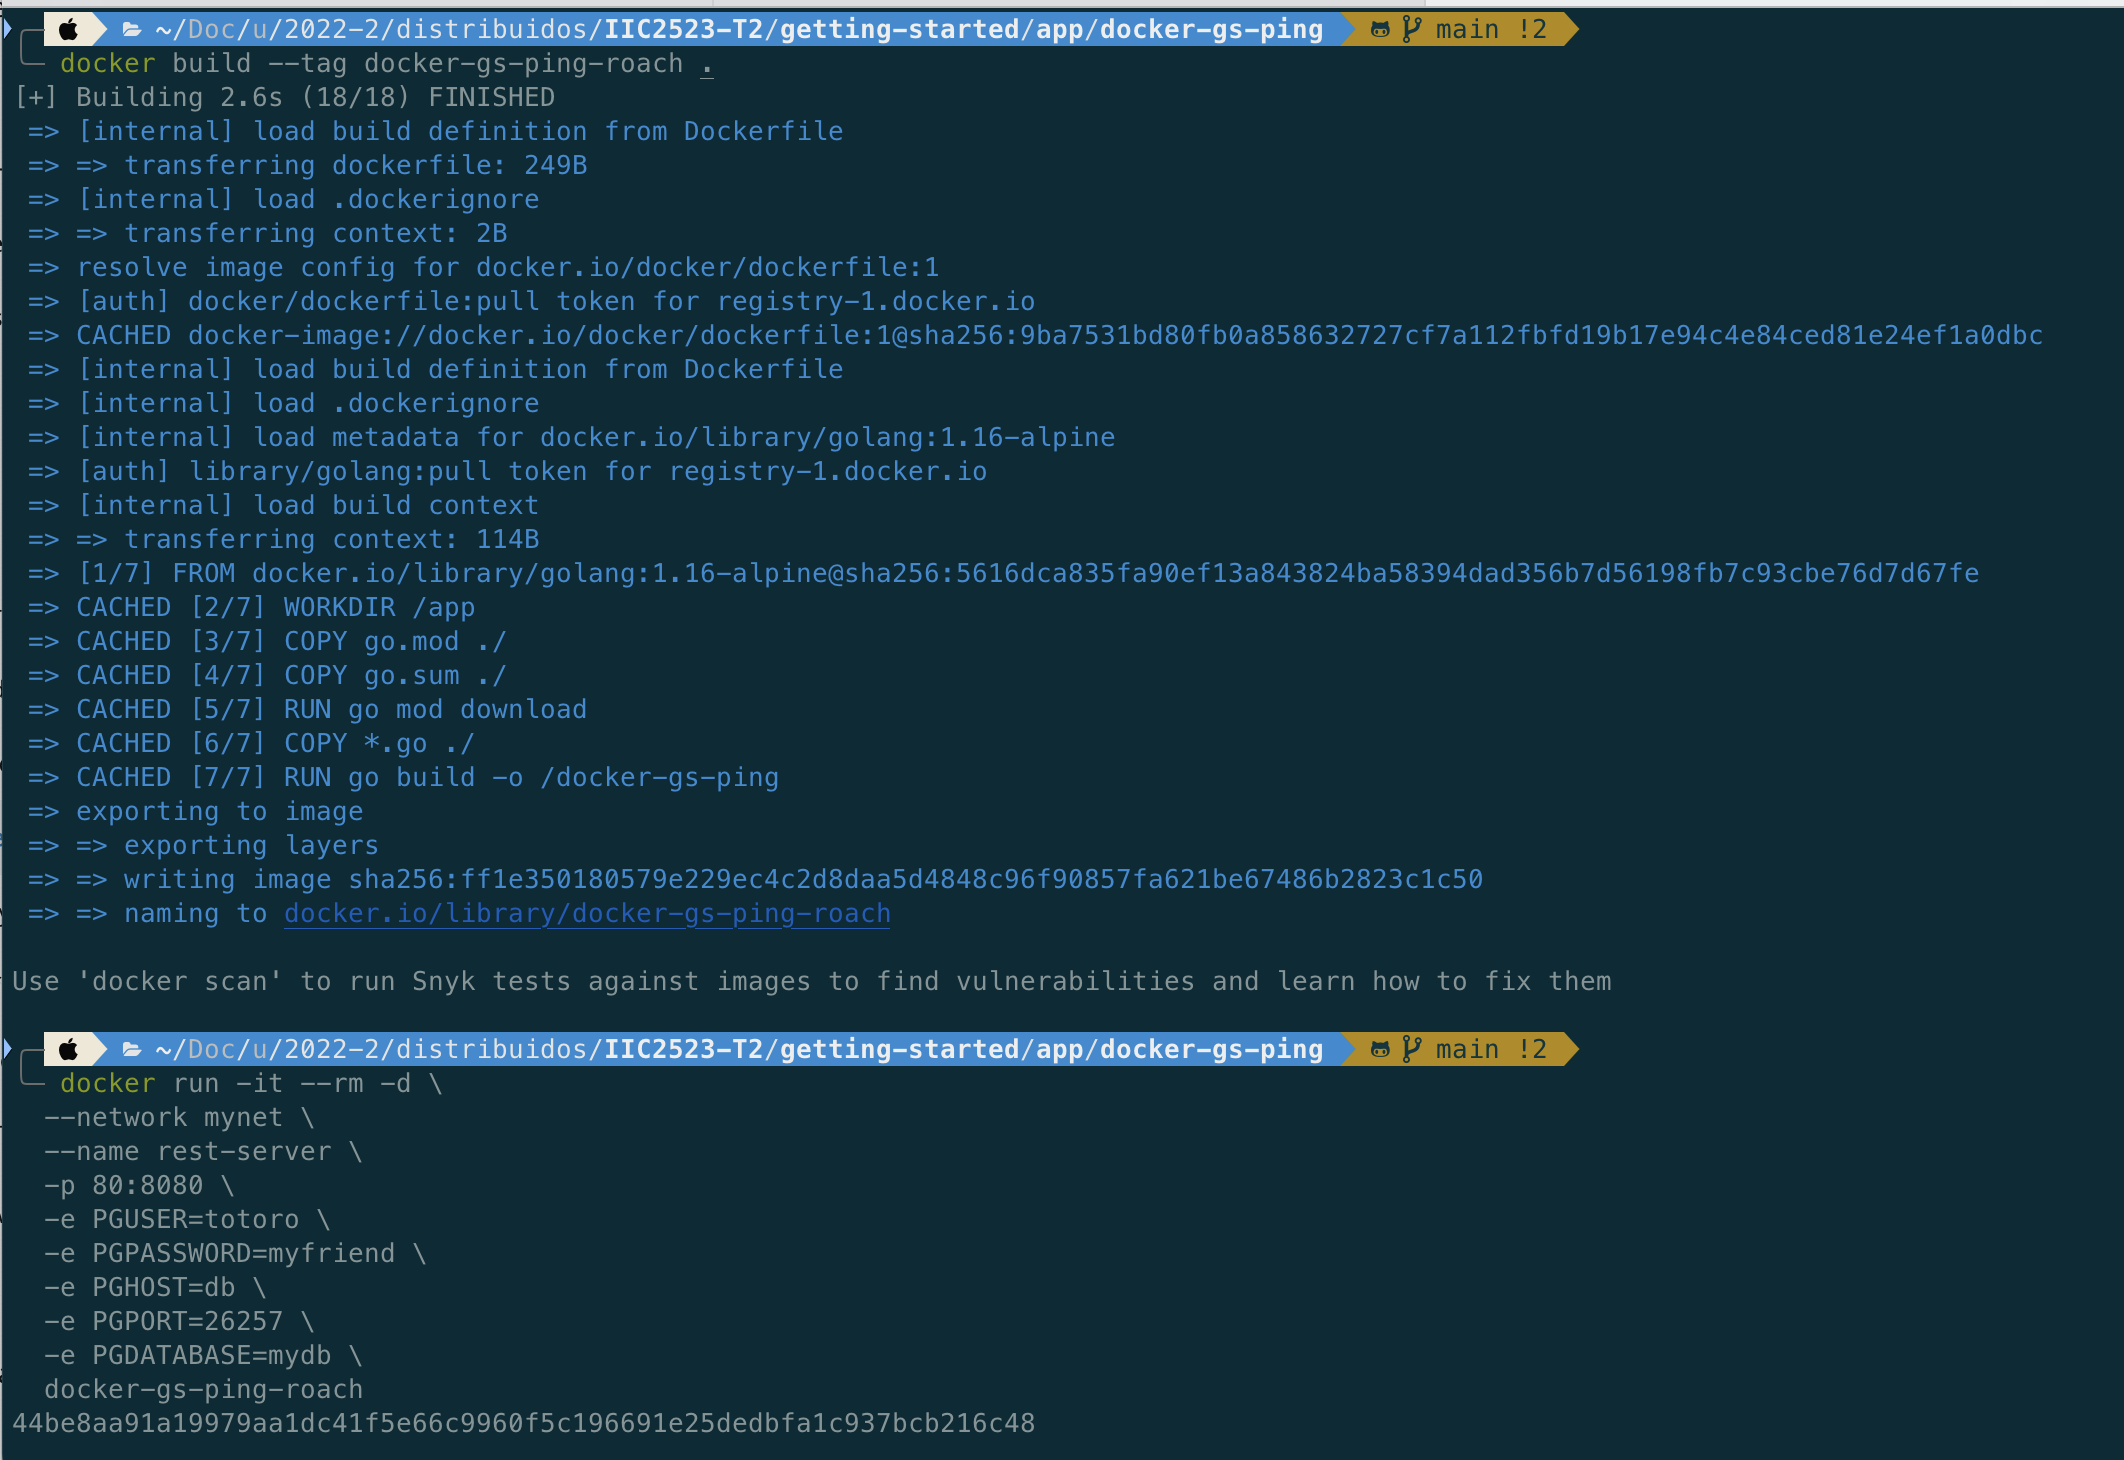 ~/Doc/u/2022-2/distribuidos/IIC2523-T2/getting-started/app/docker-gs-ping main !2
docker build --tag docker-gs-ping-roach .
[+] Building 2.6s (18/18) FINISHED
=> [internal] load build definition from Dockerfile
=> => transferring dockerfile: 249B
=> [internal] load .dockerignore
=> => transferring context: 2B
=> resolve image config for docker.io/docker/dockerfile:1
=> [auth] docker/dockerfile:pull token for registry-1.docker.io
=> CACHED docker-image://docker.io/docker/dockerfile:1@sha256:9ba7531bd80fb0a858632727cf7a112fbfd19b17e94c4e84ced81e24ef1a0dbc
=> [internal] load build definition from Dockerfile
=> [internal] load .dockerignore
=> [internal] load metadata for docker.io/library/golang:1.16-alpine
=> [auth] library/golang:pull token for registry-1.docker.io
=> [internal] load build context
=> => transferring context: 114B
=> [1/7] FROM docker.io/library/golang:1.16-alpine@sha256:5616dca835fa90ef13a843824ba58394dad356b7d56198fb7c93cbe76d7d67fe
=> CACHED [2/7] WORKDIR /app
=> CACHED [3/7] COPY go.mod ./
=> CACHED [4/7] COPY go.sum ./
=> CACHED [5/7] RUN go mod download
=> CACHED [6/7] COPY *.go ./
=> CACHED [7/7] RUN go build -o /docker-gs-ping
=> exporting to image
=> => exporting layers
=> => writing image sha256:ff1e350180579e229ec4c2d8daa5d4848c96f90857fa621be67486b2823c1c50
=> => naming to docker.io/library/docker-gs-ping-roach
Use 'docker scan' to run Snyk tests against images to find vulnerabilities and learn how to fix them
~/Doc/u/2022-2/distribuidos/IIC2523-T2/getting-started/app/docker-gs-ping main !2
docker run -it --rm -d \
--network mynet \
--name rest-server \
-p 80:8080 \
-e PGUSER=totoro \
-e PGPASSWORD=myfriend \
-e PGHOST=db \
-e PGPORT=26257 \
-e PGDATABASE=mydb \
docker-gs-ping-roach
44be8aa91a19979aa1dc41f5e66c9960f5c196691e25dedbfa1c937bcb216c48